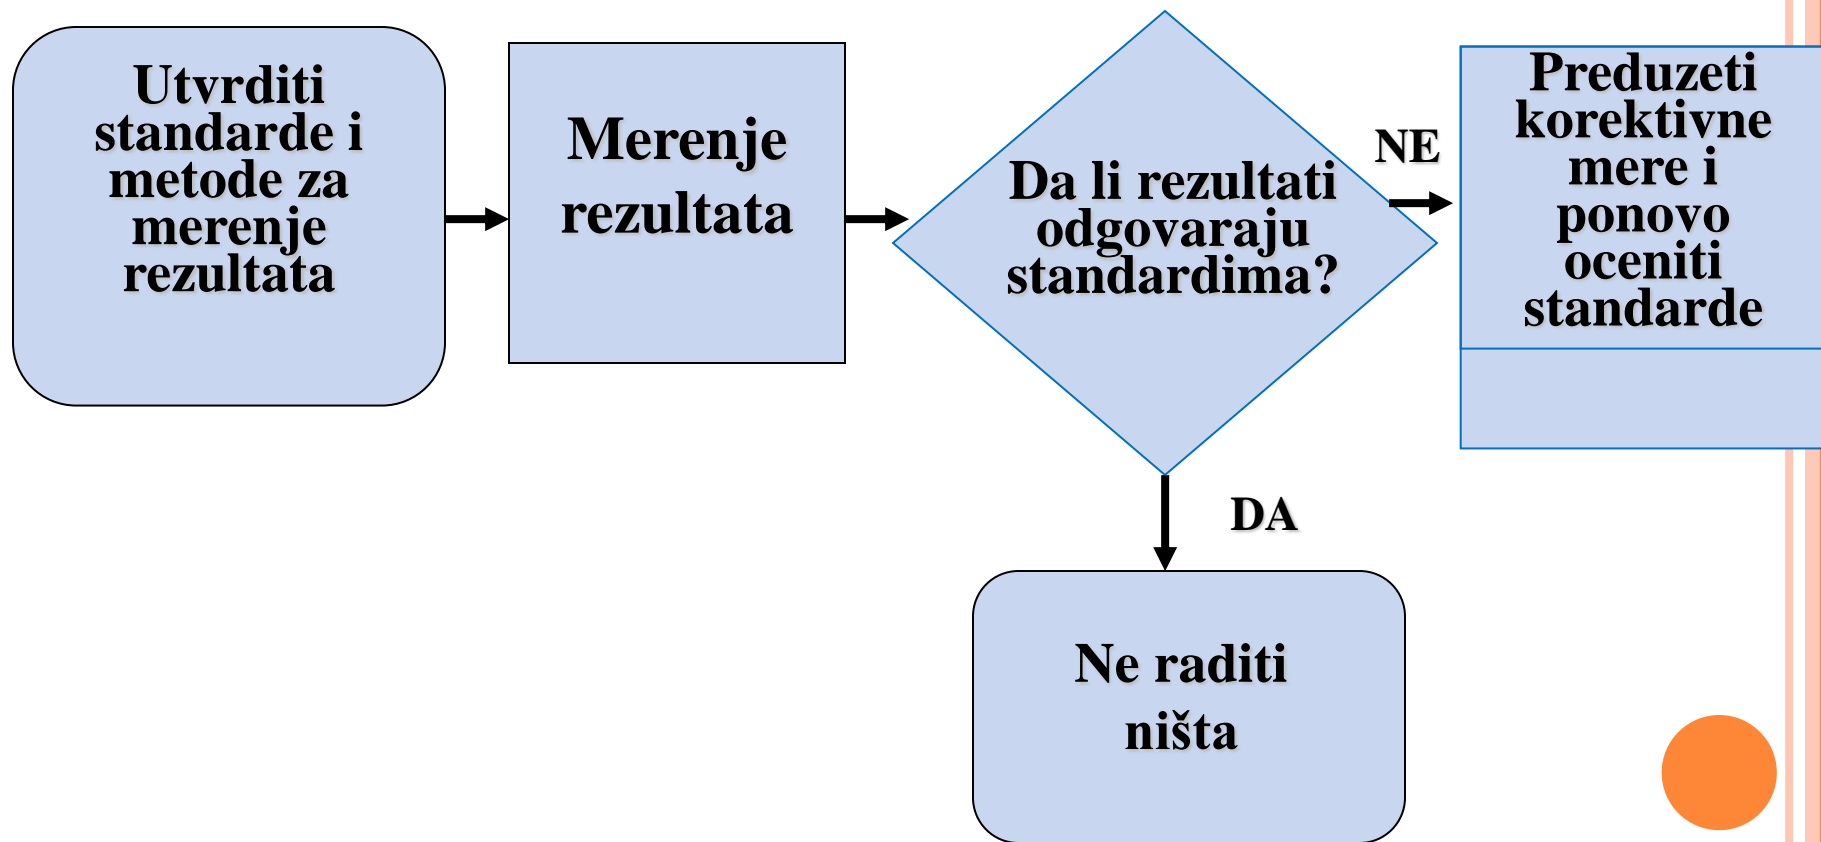 Utvrditi
standarde i
metode za
merenje
rezultata
Merenje
rezultata
Da li rezultati
odgovaraju
standardima?
NE
Preduzeti
korektivne
mere i
ponovo
oceniti
standarde
DA
Ne raditi
ništa